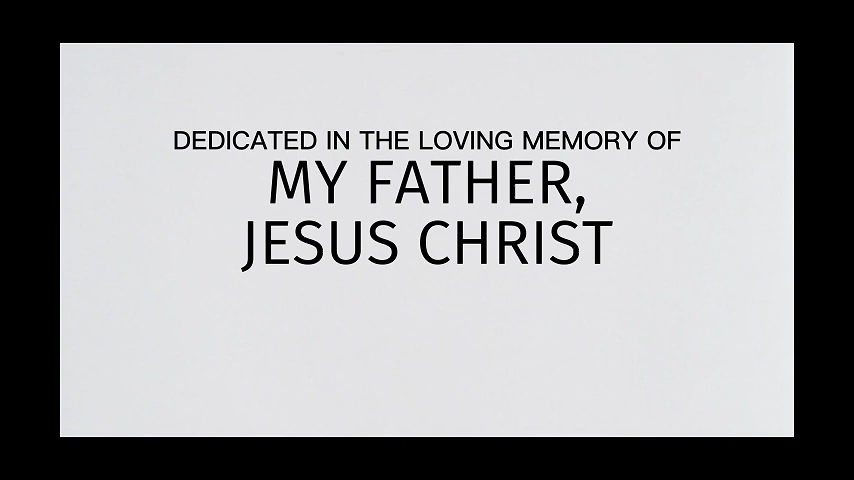 DEDICATED IN THE LOVING MEMORY OF
MY FATHER,
JESUS CHRIST